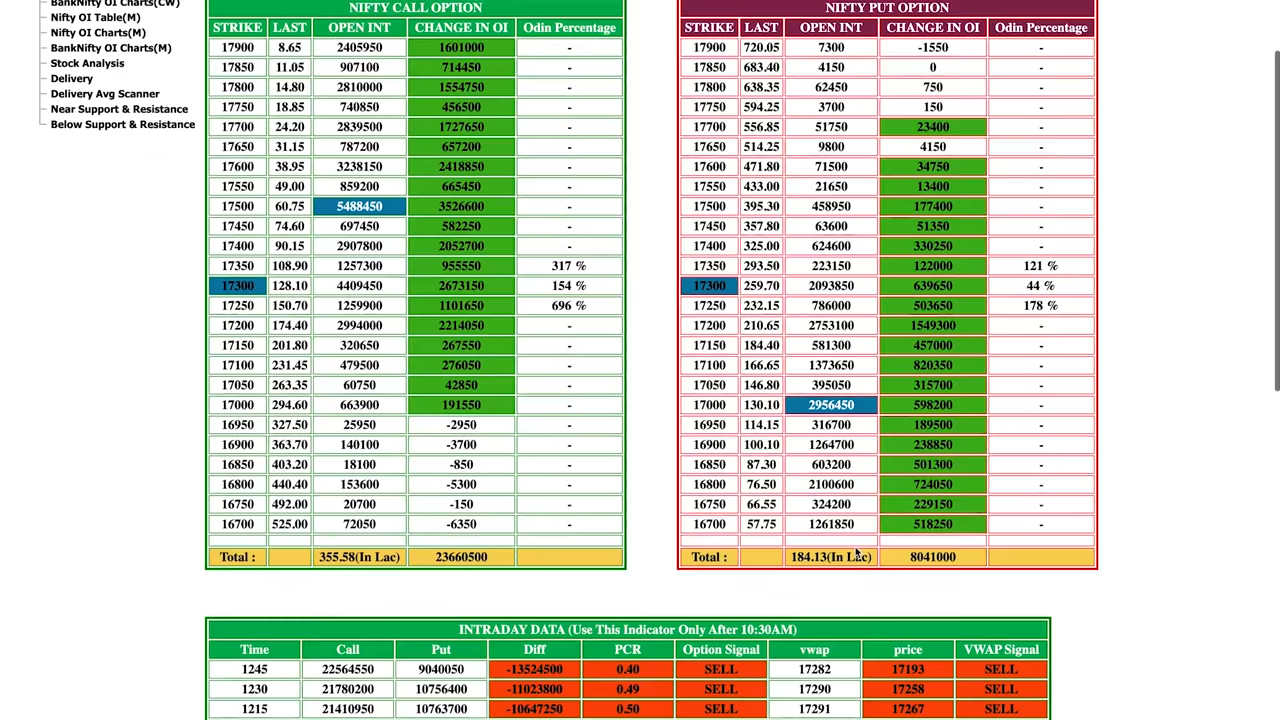 BankNifty OI Charts(CW)
Nifty OI Table(M)
Nifty OI Charts(M)
BankNifty OI Charts(M)
Stock Analysis
Delivery
Delivery Avg Scanner
Near Support & Resistance
Below Support & Resistance
NIFTY CALL OPTION
STRIKE LAST OPEN INT CHANGE IN OI Odin Percentage
17900 8.65 2405950 1601000 -
17850 11.05 907100 714450 -
17800 14.80 2810000 1554750 -
17750 18.85 740850 456500 -
17700 24.20 2839500 1727650 -
17650 31.15 787200 657200 -
17600 38.95 3238150 2418850 -
17550 49.00 859200 665450 -
17500 60.75 5488450 3526600 -
17450 74.60 697450 582250 -
17400 90.15 2907800 2052700 -
17350 108.90 1257300 955550 317 %
17300 128.10 4409450 2673150 154 %
17250 150.70 1259900 1101650 696 %
17200 174.40 2994000 2214050 -
17150 201.80 320650 267550 -
17100 231.45 479500 276050 -
17050 263.35 60750 42850 -
17000 294.60 663900 191550 -
16950 327.50 25950 -2950 -
16900 363.70 140100 -3700 -
16850 403.20 18100 -850 -
16800 440.40 153600 -5300 -
16750 492.00 20700 -150 -
16700 525.00 72050 -6350 -
Total : 355.58(In Lac) 23660500
NIFTY PUT OPTION
STRIKE LAST OPEN INT CHANGE IN OI Odin Percentage
17900 720.05 7300 -1550 -
17850 683.40 4150 0 -
17800 638.35 62450 750 -
17750 594.25 3700 150 -
17700 556.85 51750 23400 -
17650 514.25 9800 4150 -
17600 471.80 71500 34750 -
17550 433.00 21650 13400 -
17500 395.30 458950 177400 -
17450 357.80 63600 51350 -
17400 325.00 624600 330250 -
17350 293.50 223150 122000 121 %
17300 259.70 2093850 639650 44 %
17250 232.15 786000 503650 178 %
17200 210.65 2753100 1549300 -
17150 184.40 581300 457000 -
17100 166.65 1373650 820350 -
17050 146.80 395050 315700 -
17000 130.10 2956450 598200 -
16950 114.15 316700 189500 -
16900 100.10 1264700 238850 -
16850 87.30 603200 501300 -
16800 76.50 2100600 724050 -
16750 66.55 324200 229150 -
16700 57.75 1261850 518250 -
Total : 184.13(In Lac) 8041000
INTRADAY DATA (Use This Indicator Only After 10:30AM)
Time Call Put Diff PCR Option Signal vwap price VWAP Signal
1245 22564550 9040050 -13524500 0.40 SELL 17282 17193 SELL
1230 21780200 10756400 -11023800 0.49 SELL 17290 17258 SELL
1215 21410950 10763700 -10647250 0.50 SELL 17291 17267 SELL